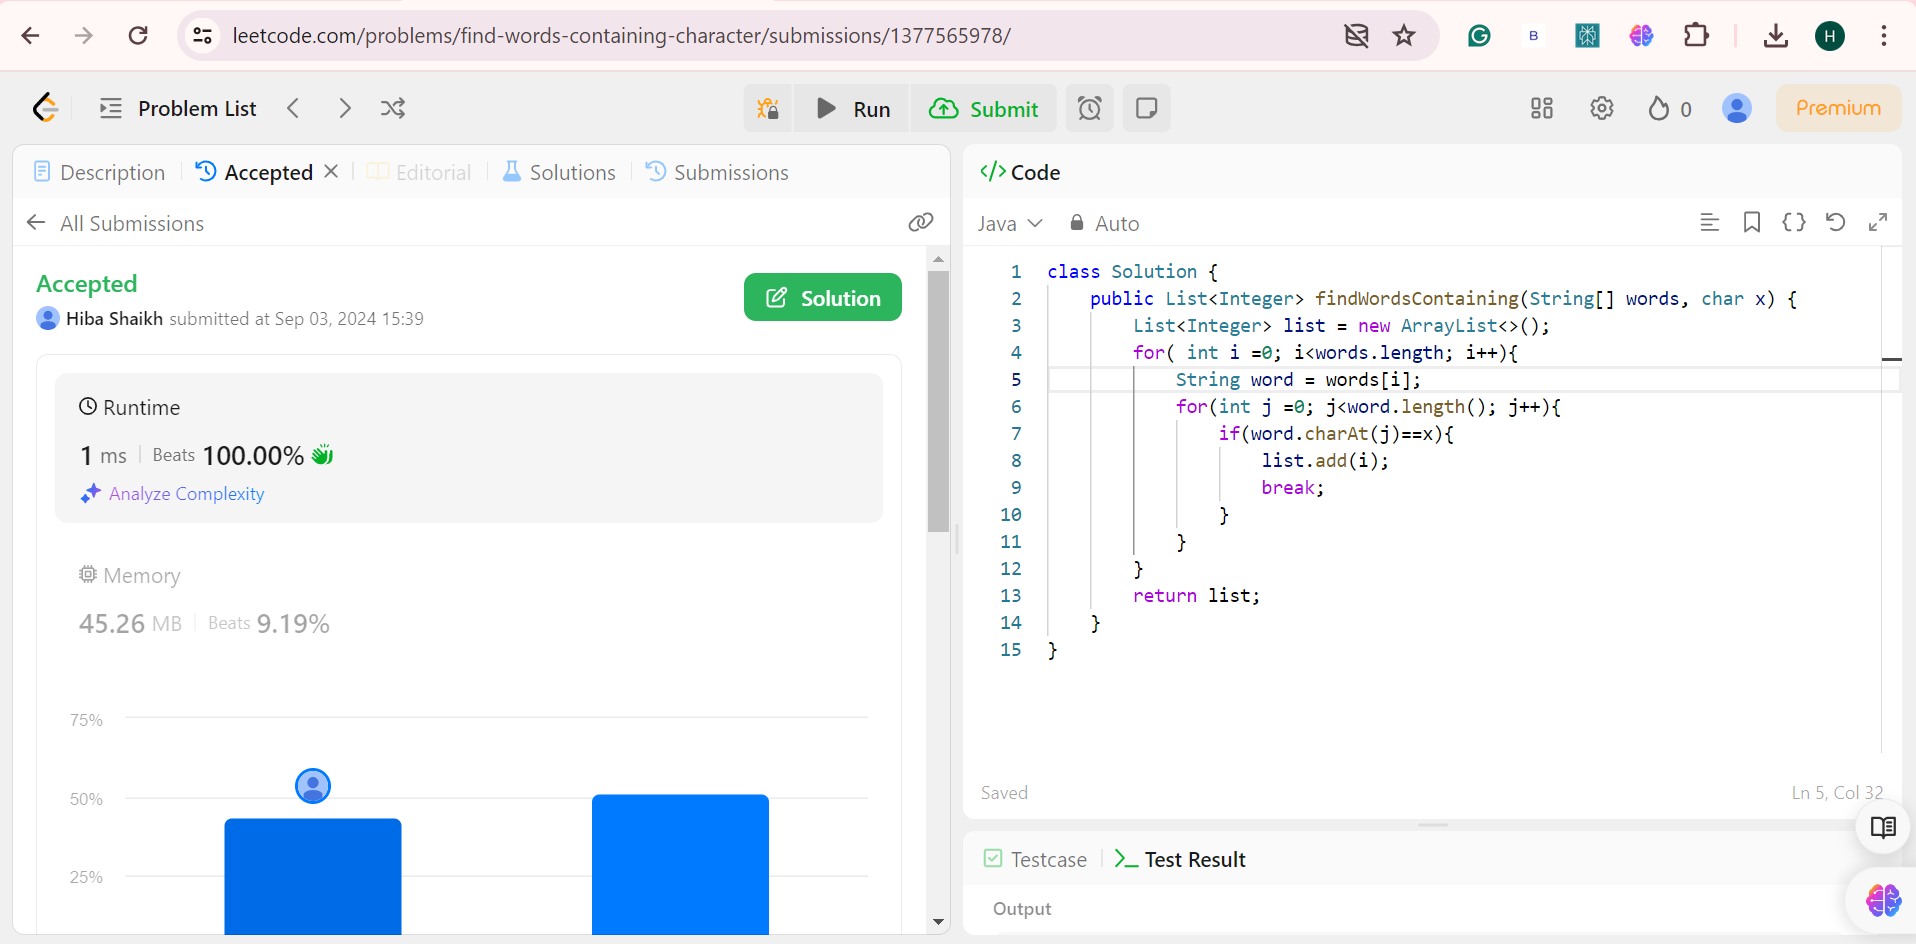 leetcode.com/problems/find-words-containing-character/submissions/1377565978/
B
H
Problem List
Run
Submit
0
Premium
Description
Accepted
Editorial
Solutions
Submissions
All Submissions
Accepted
Solution
Hiba Shaikh submitted at Sep 03, 2024 15:39
Runtime
1 ms Beats 100.00%
Analyze Complexity
Memory
45.26 MB Beats 9.19%
75%
50%
25%
</> Code
Java Auto
1 class Solution {
2 public List<Integer> findWordsContaining(String[] words, char x) {
3 List<Integer> list = new ArrayList<>();
4 for( int i =0; i<words.length; i++){
5 String word = words[i];
6 for(int j =0; j<word.length(); j++){
7 if(word.charAt(j)==x){
8 list.add(i);
9 break;
10 }
11 }
12 }
13 return list;
14 }
15 }
Saved
Ln 5, Col 32
Testcase
Test Result
Output